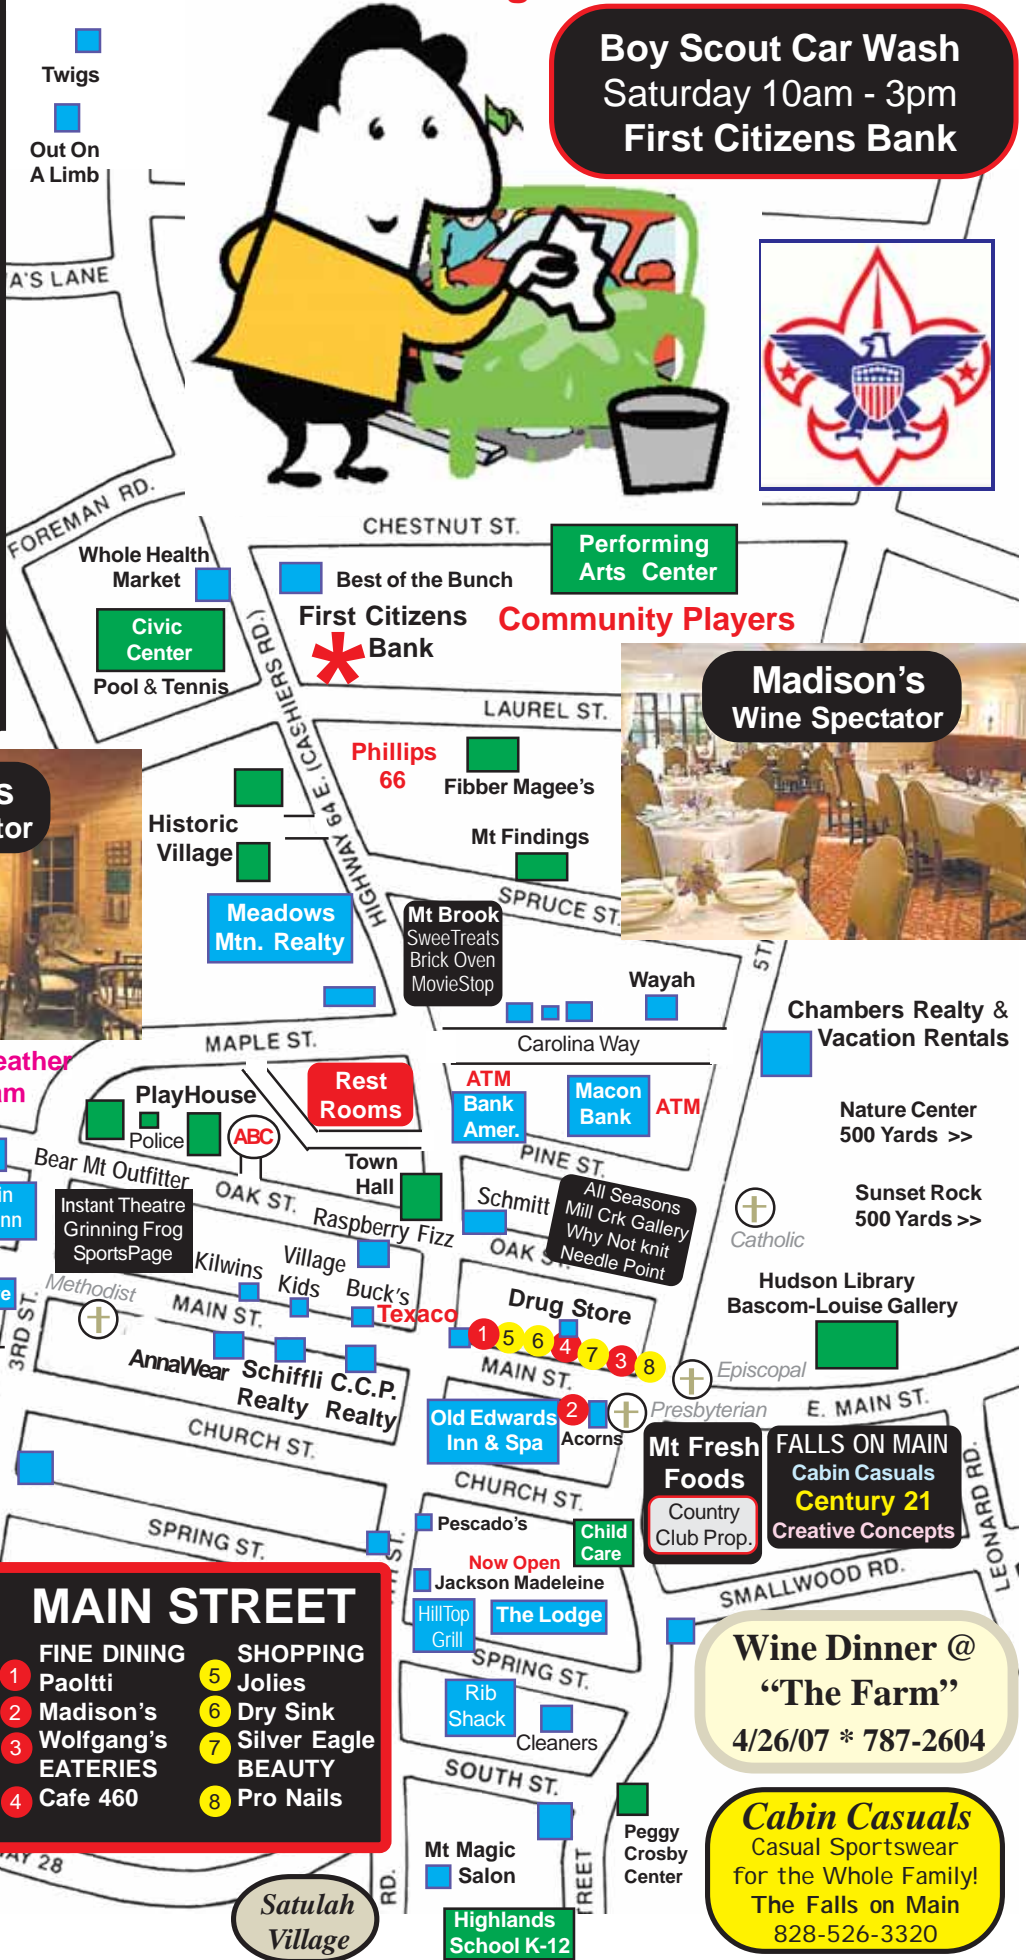 Boy Scout Car Wash
Saturday 10am - 3pm
First Citizens Bank
Twigs
Out On
A Limb
A'S LANE
FOREMAN RD.
CHESTNUT ST.
Performing
Arts Center
Whole Health
Market
Best of the Bunch
Civic
Center
Pool & Tennis
First Citizens
Bank
*
Community Players
HIGHWAY 64 E. (CASHIERS RD.)
Madison's
Wine Spectator
LAUREL ST.
Phillips
66
Fibber Magee's
s
tor
Historic
Village
Mt Findings
SPRUCE ST.
Meadows
Mtn. Realty
Mt Brook
SweeTreats
Brick Oven
MovieStop
5T
Wayah
Chambers Realty &
Vacation Rentals
MAPLE ST.
Carolina Way
eather
am
PlayHouse
Rest
Rooms
ATM
Bank
Amer.
Macon
Bank
ATM
Nature Center
500 Yards >>
Police
ABC
Town
Hall
PINE ST.
Bear Mt Outfitter
OAK ST.
Raspberry Fizz
Schmitt
All Seasons
Mill Crk Gallery
Why Not knit
Needle Point
Sunset Rock
500 Yards >>
in
nn
Instant Theatre
Grinning Frog
SportsPage
OAK S
Catholic
Kilwins
Village
Kids
Buck's
Texaco
Drug Store
Hudson Library
Bascom-Louise Gallery
e
3RD ST.
Methodist
MAIN ST.
1 5 6 4 7 3 8
MAIN ST.
AnnaWear
Schiffli
Realty
C.C.P.
Realty
Episcopal
Old Edwards
Inn & Spa
2
Acorns
Presbyterian
E. MAIN ST.
CHURCH ST.
CHURCH ST.
Mt Fresh
Foods
Country
Club Prop.
FALLS ON MAIN
Cabin Casuals
Century 21
Creative Concepts
LEONARD RD.
SPRING ST.
ST.
Pescado's
Child
Care
Now Open
Jackson Madeleine
SMALLWOOD RD.
HillTop
Grill
The Lodge
SPRING ST.
MAIN STREET
FINE DINING
1 Paoltti
2 Madison's
3 Wolfgang's
EATERIES
4 Cafe 460
SHOPPING
5 Jolies
6 Dry Sink
7 Silver Eagle
BEAUTY
8 Pro Nails
Rib
Shack
Cleaners
SOUTH ST.
Wine Dinner @
“The Farm”
4/26/07 * 787-2604
AY 28
Mt Magic
Salon
RD.
REET
Peggy
Crosby
Center
Cabin Casuals
Casual Sportswear
for the Whole Family!
The Falls on Main
828-526-3320
Satulah
Village
Highlands
School K-12